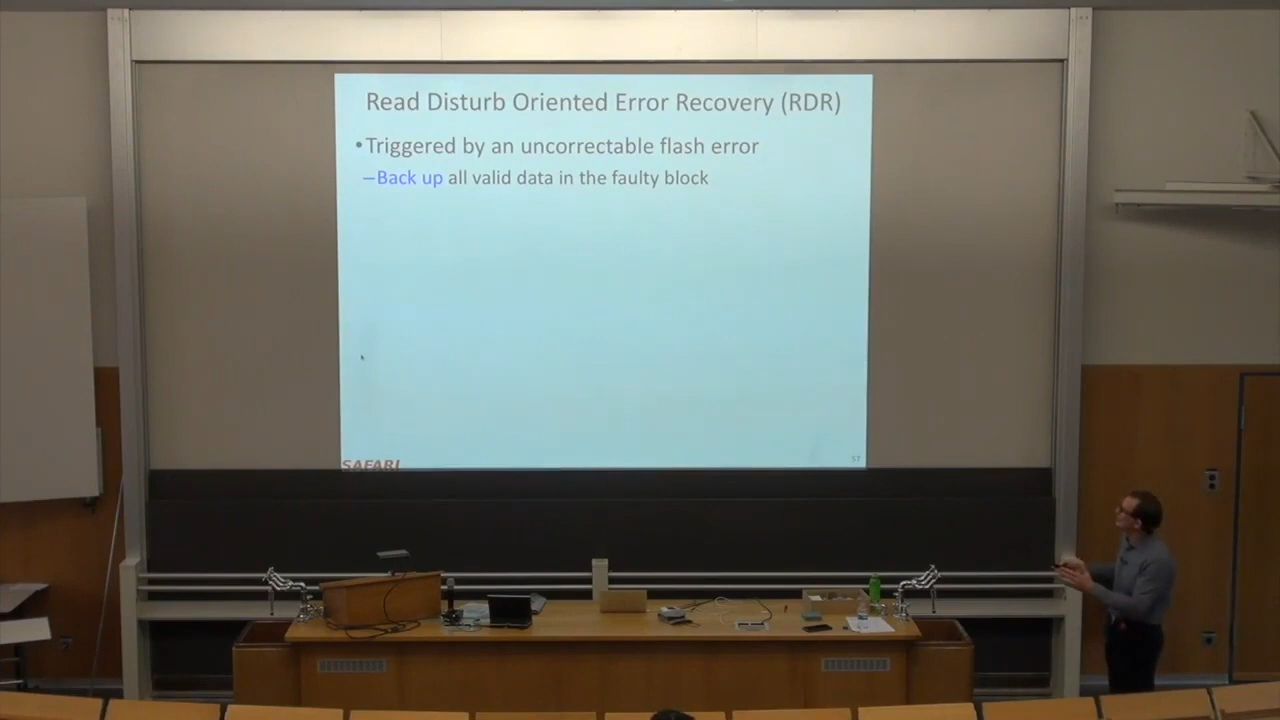 Read Disturb Oriented Error Recovery (RDR)
•Triggered by an uncorrectable flash error
–Back up all valid data in the faulty block
SAFARI
57